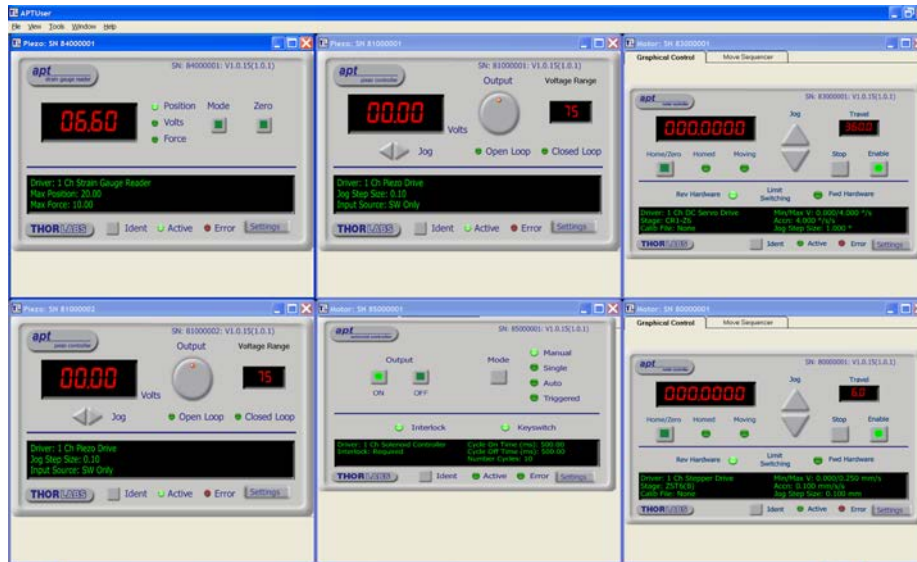 APTUser
File View Tools Window Help
Piezo: SN 84000001
apt
strain gauge reader
SN: 84000001: V1.0.15(1.0.1)
06.60
Position
Volts
Force
Mode
Zero
Driver: 1 Ch Strain Gauge Reader
Max Position: 20.00
Max Force: 10.00
THORLABS Ident Active Error Settings
Piezo: SN 81000001
apt
piezo controller
SN: 81000001: V1.0.15(1.0.1)
Output
Voltage Range
00.00
Volts
75
Jog
Open Loop
Closed Loop
Driver: 1 Ch Piezo Drive
Jog Step Size: 0.10
Input Source: SW Only
THORLABS Ident Active Error Settings
Motor: SN 83000001
Graphical Control Move Sequencer
apt
SN: 83000001: V1.0.15(1.0.1)
000.0000
Jog
Travel
360.0
Home/Zero Homed Moving
Stop Enable
Rev Hardware
Limit Switching
Fwd Hardware
Driver: 1 Ch DC Servo Drive
Stage: CR1-Z6
Calib File: None
Min/Max V: 0.000/4.000 °/s
Accn: 4.000 °/s/s
Jog Step Size: 1.000 °
THORLABS Ident Active Error Settings
Piezo: SN 81000002
apt
piezo controller
SN: 81000002: V1.0.15(1.0.1)
Output
Voltage Range
00.00
Volts
75
Jog
Open Loop
Closed Loop
Driver: 1 Ch Piezo Drive
Jog Step Size: 0.10
Input Source: SW Only
THORLABS Ident Active Error Settings
Motor: SN 85000001
apt
solenoid controller
SN: 85000001: V1.0.15(1.0.1)
Output
ON OFF
Mode
Manual
Single
Auto
Triggered
Interlock
Keyswitch
Driver: 1 Ch Solenoid Controller
Interlock: Required
Cycle On Time (ms): 500.00
Cycle Off Time (ms): 500.00
Number Cycles: 10
THORLABS Ident Active Error Settings
Motor: SN 80000001
Graphical Control Move Sequencer
apt
SN: 80000001: V1.0.15(1.0.1)
000.0000
Jog
Travel
6.0
Home/Zero Homed Moving
Stop Enable
Rev Hardware
Limit Switching
Fwd Hardware
Driver: 1 Ch Stepper Drive
Stage: ZST6(B)
Calib File: None
Min/Max V: 0.000/0.250 mm/s
Accn: 0.100 mm/s/s
Jog Step Size: 0.100 mm
THORLABS Ident Active Error Settings